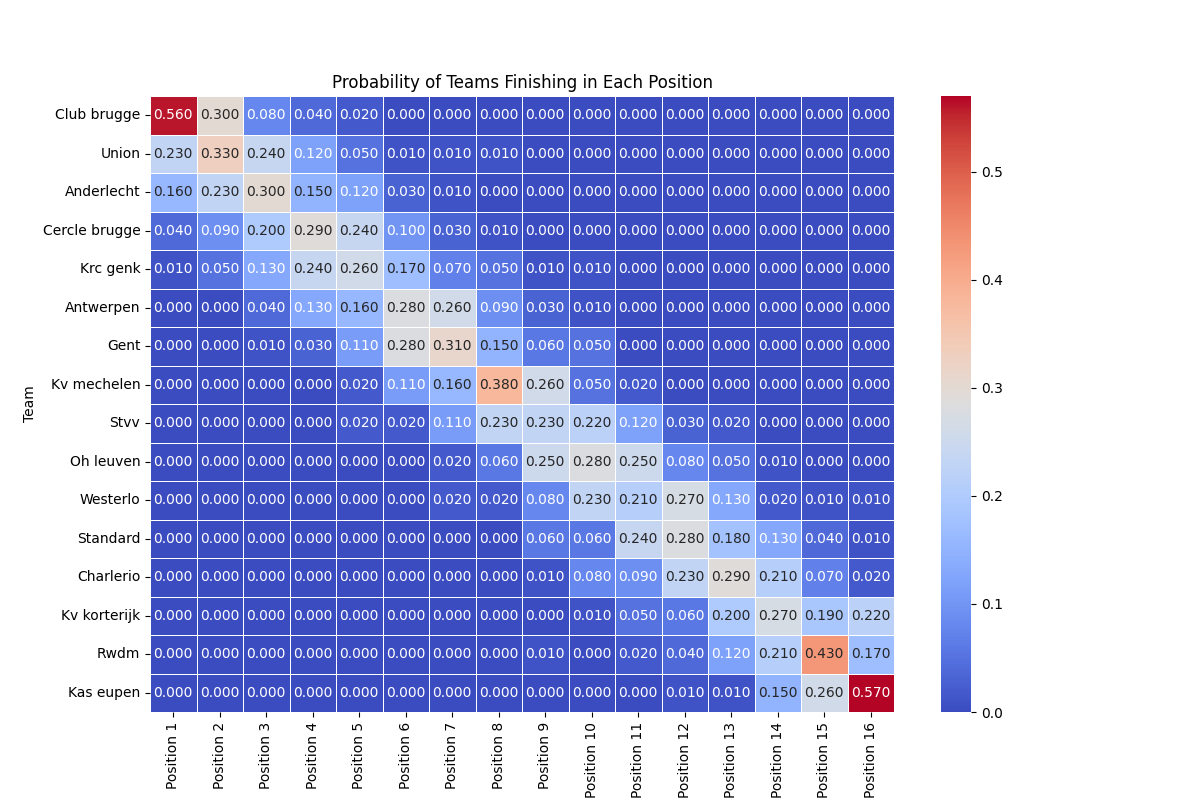 Probability of Teams Finishing in Each Position
Club brugge 0.560 0.300 0.080 0.040 0.020 0.000 0.000 0.000 0.000 0.000 0.000 0.000 0.000 0.000 0.000 0.000
Union 0.230 0.330 0.240 0.120 0.050 0.010 0.010 0.010 0.000 0.000 0.000 0.000 0.000 0.000 0.000 0.000
Anderlecht 0.160 0.230 0.300 0.150 0.120 0.030 0.010 0.000 0.000 0.000 0.000 0.000 0.000 0.000 0.000 0.000
Cercle brugge 0.040 0.090 0.200 0.290 0.240 0.100 0.030 0.010 0.000 0.000 0.000 0.000 0.000 0.000 0.000 0.000
Krc genk 0.010 0.050 0.130 0.240 0.260 0.170 0.070 0.050 0.010 0.010 0.000 0.000 0.000 0.000 0.000 0.000
Antwerpen 0.000 0.000 0.040 0.130 0.160 0.280 0.260 0.090 0.030 0.010 0.000 0.000 0.000 0.000 0.000 0.000
Gent 0.000 0.000 0.010 0.030 0.110 0.280 0.310 0.150 0.060 0.050 0.000 0.000 0.000 0.000 0.000 0.000
Kv mechelen 0.000 0.000 0.000 0.000 0.020 0.110 0.160 0.380 0.260 0.050 0.020 0.000 0.000 0.000 0.000 0.000
Stvv 0.000 0.000 0.000 0.000 0.020 0.020 0.110 0.230 0.230 0.220 0.120 0.030 0.020 0.000 0.000 0.000
Oh leuven 0.000 0.000 0.000 0.000 0.000 0.000 0.020 0.060 0.250 0.280 0.250 0.080 0.050 0.010 0.000 0.000
Westerlo 0.000 0.000 0.000 0.000 0.000 0.000 0.020 0.020 0.080 0.230 0.210 0.270 0.130 0.020 0.010 0.010
Standard 0.000 0.000 0.000 0.000 0.000 0.000 0.000 0.000 0.060 0.060 0.240 0.280 0.180 0.130 0.040 0.010
Charlerio 0.000 0.000 0.000 0.000 0.000 0.000 0.000 0.000 0.010 0.080 0.090 0.230 0.290 0.210 0.070 0.020
Kv korterijk 0.000 0.000 0.000 0.000 0.000 0.000 0.000 0.000 0.000 0.010 0.050 0.060 0.200 0.270 0.190 0.220
Rwdm 0.000 0.000 0.000 0.000 0.000 0.000 0.000 0.000 0.010 0.000 0.020 0.040 0.120 0.210 0.430 0.170
Kas eupen 0.000 0.000 0.000 0.000 0.000 0.000 0.000 0.000 0.000 0.000 0.000 0.010 0.010 0.150 0.260 0.570
Team
Position 1
Position 2
Position 3
Position 4
Position 5
Position 6
Position 7
Position 8
Position 9
Position 10
Position 11
Position 12
Position 13
Position 14
Position 15
Position 16
0.5
0.4
0.3
0.2
0.1
0.0